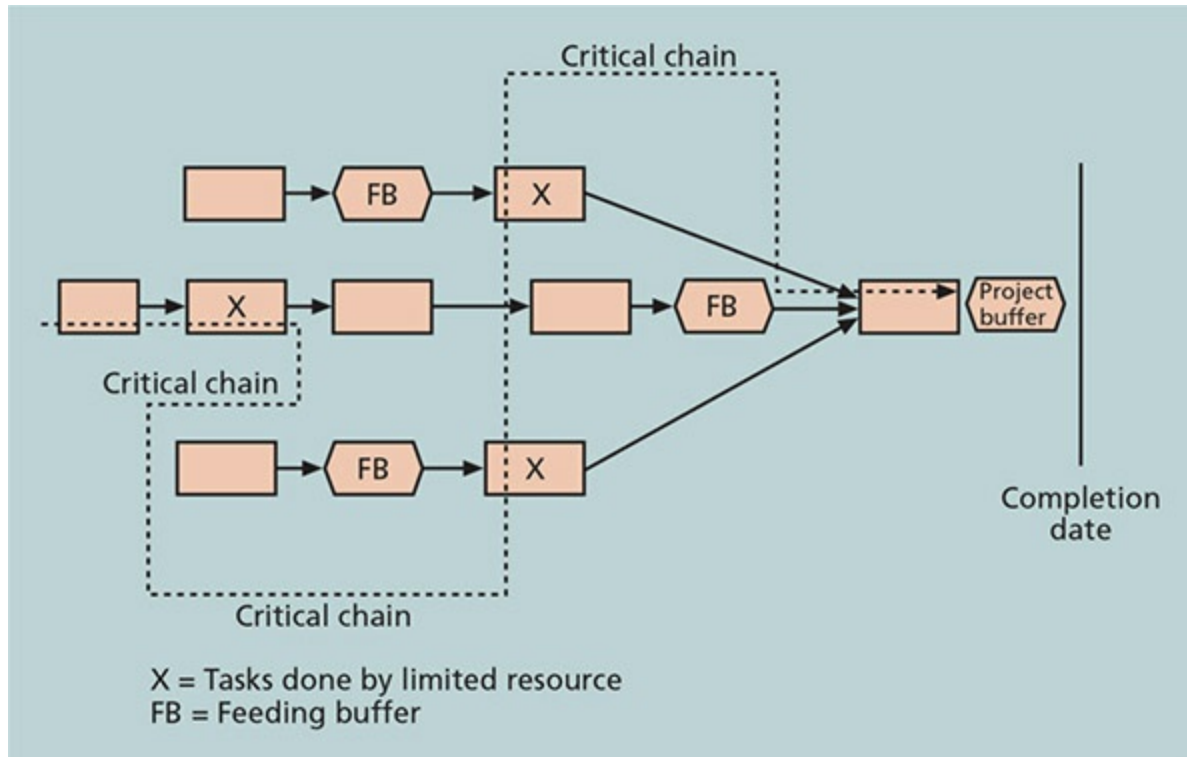 Critical chain
FB
X
X
FB
Project
buffer
Critical chain
FB
X
Completion
date
Critical chain
X = Tasks done by limited resource
FB = Feeding buffer